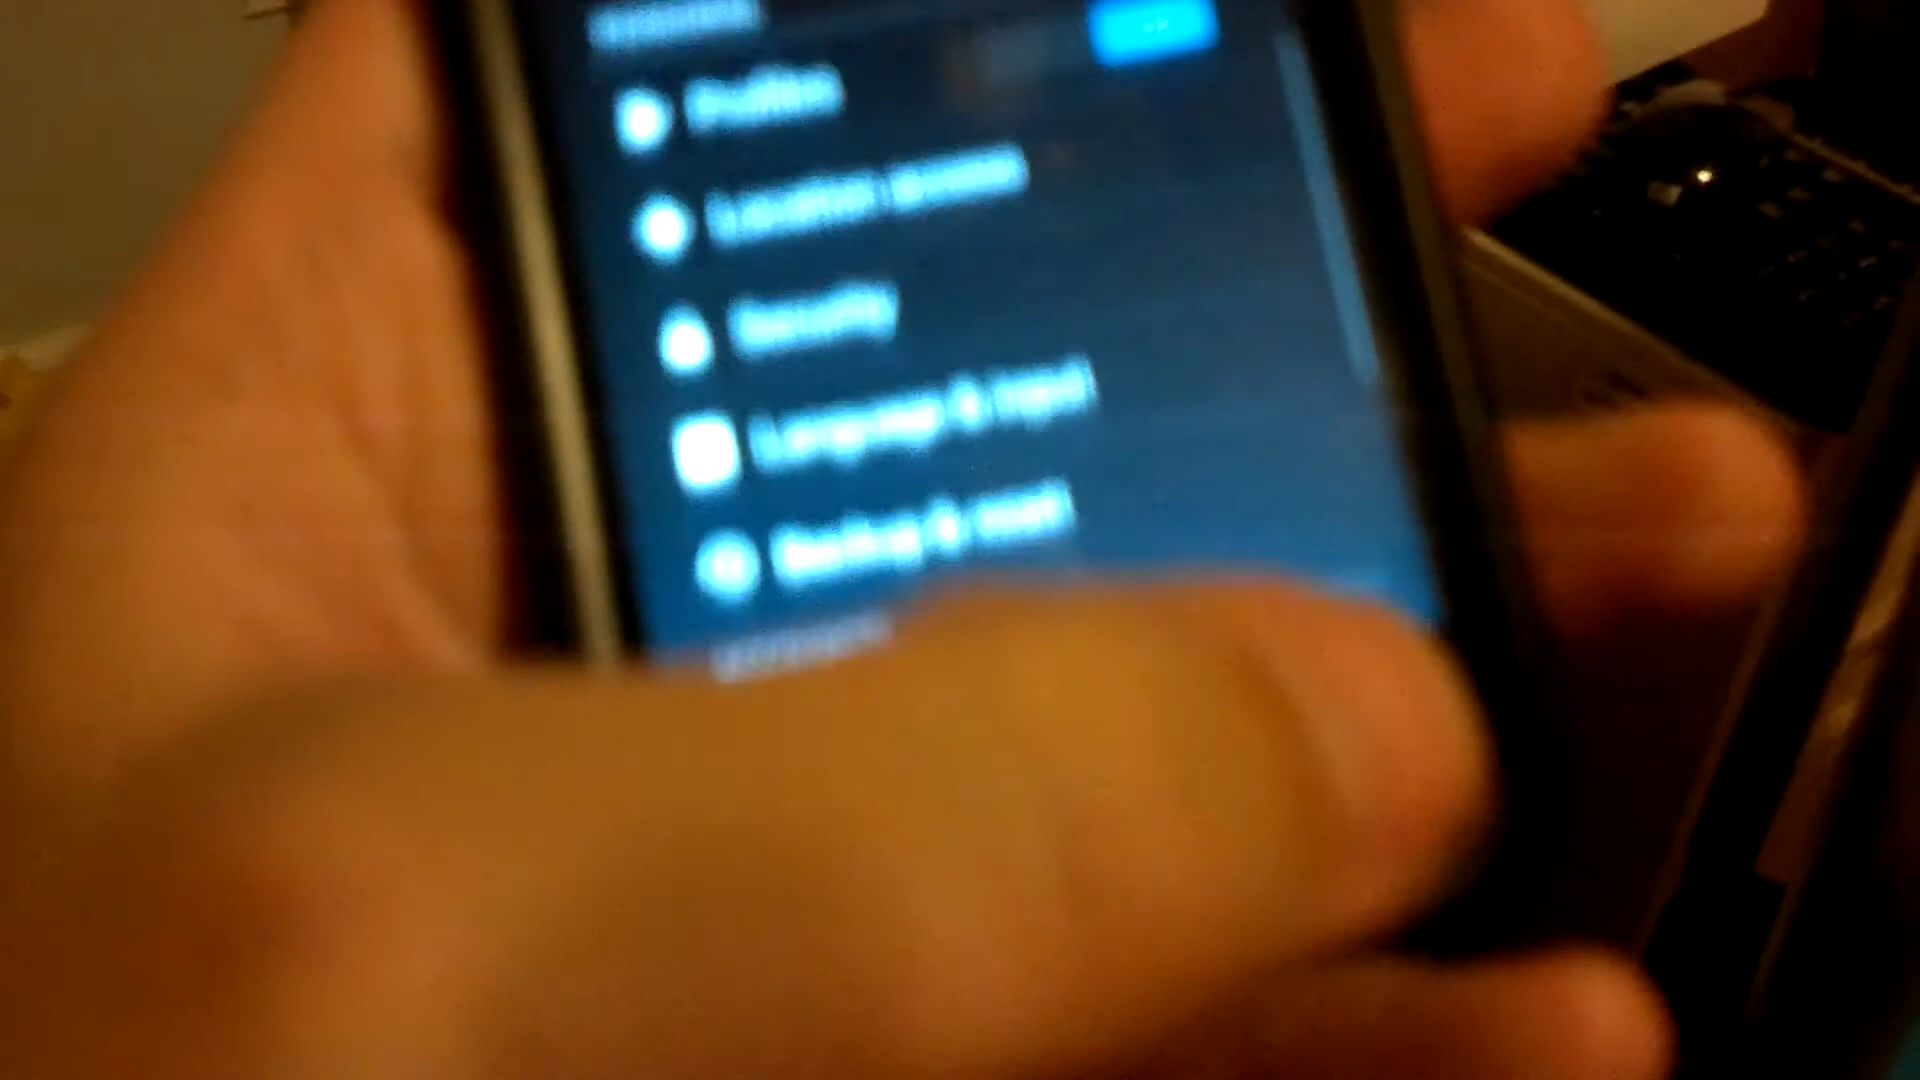 Profiles
Location access
Security
Language & input
Backup & reset